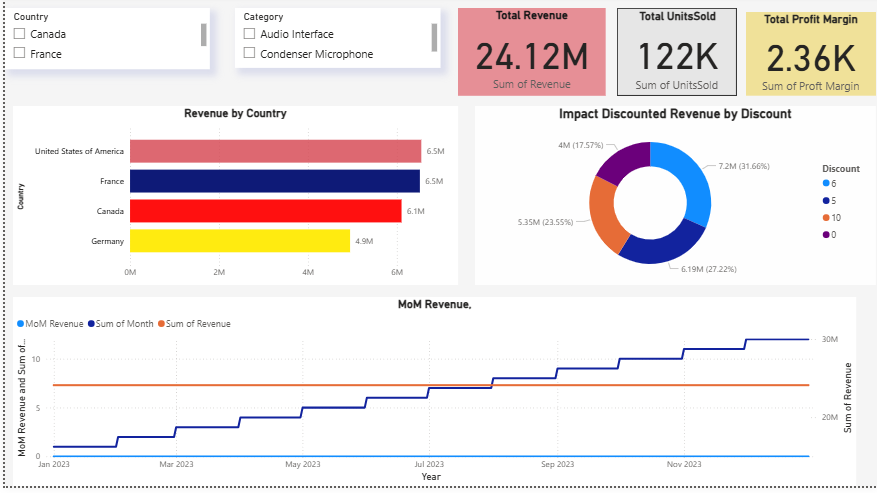 Country
Canada
France
Category
Audio Interface
Condenser Microphone
Total Revenue
24.12M
Sum of Revenue
Total UnitsSold
122K
Sum of UnitsSold
Total Profit Margin
2.36K
Sum of Proft Margin
Revenue by Country
Country
United States of America
France
Canada
Germany
6.5M
6.5M
6.1M
4.9M
0M 2M 4M 6M
Impact Discounted Revenue by Discount
4M (17.57%)
7.2M (31.66%)
5.35M (23.55%)
6.19M (27.22%)
Discount
6
5
10
0
MoM Revenue,
MoM Revenue Sum of Month Sum of Revenue
MoM Revenue and Sum of...
10
5
0
30M
20M
Sum of Revenue
Jan 2023 Mar 2023 May 2023 Jul 2023 Sep 2023 Nov 2023
Year